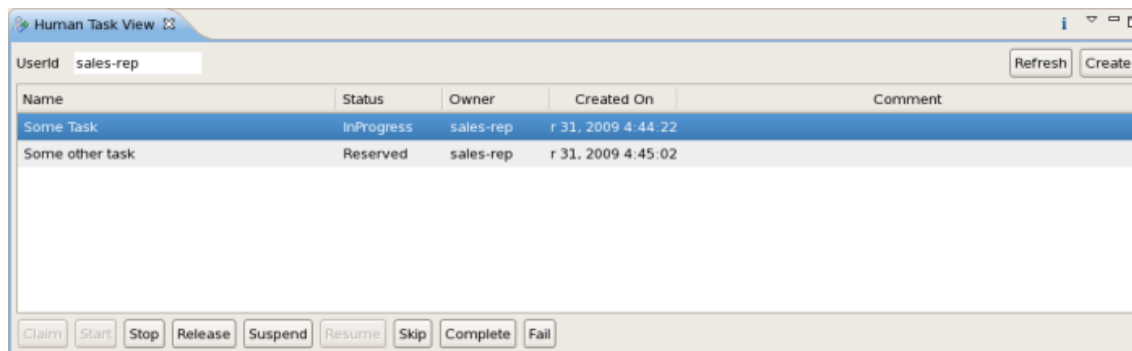 Human Task View
UserId sales-rep Refresh Create
Name Status Owner Created On Comment
Some Task InProgress sales-rep r 31, 2009 4:44:22
Some other task Reserved sales-rep r 31, 2009 4:45:02
Claim Start Stop Release Suspend Resume Skip Complete Fail